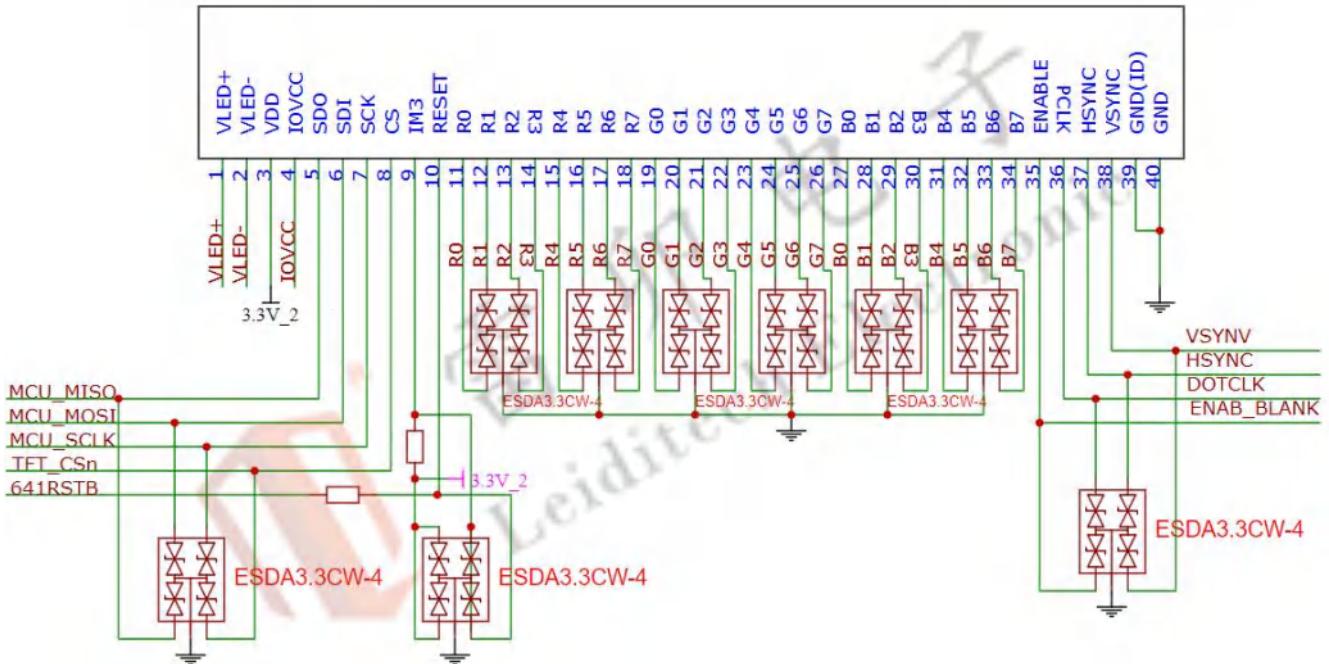 VLED+ VLED- VDD IOVCC SDO SDI SCK CS IM3 RESET R0 R1 R2 R3 R4 R5 R6 R7 G0 G1 G2 G3 G4 G5 G6 G7 B0 B1 B2 B3 B4 B5 B6 B7 ENABLE PCLK HSYNC VSYNC GND(ID) GND
1 2 3 4 5 6 7 8 9 10 11 12 13 14 15 16 17 18 19 20 21 22 23 24 25 26 27 28 29 30 31 32 33 34 35 36 37 38 39 40
VLED+ VLED- IOVCC R0 R1 R2 R3 R4 R5 R6 R7 G0 G1 G2 G3 G4 G5 G6 G7 B0 B1 B2 B3 B4 B5 B6 B7
3.3V_2
VSYNV
HSYNC
DOTCLK
ENAB_BLANK
MCU_MISO
MCU_MOSI
MCU_SCLK
TFT_CSn
641RSTB
ESDA3.3CW-4 ESDA3.3CW-4 ESDA3.3CW-4
3.3V_2
ESDA3.3CW-4
ESDA3.3CW-4 ESDA3.3CW-4
雷卯电子
Leiditech Electronic